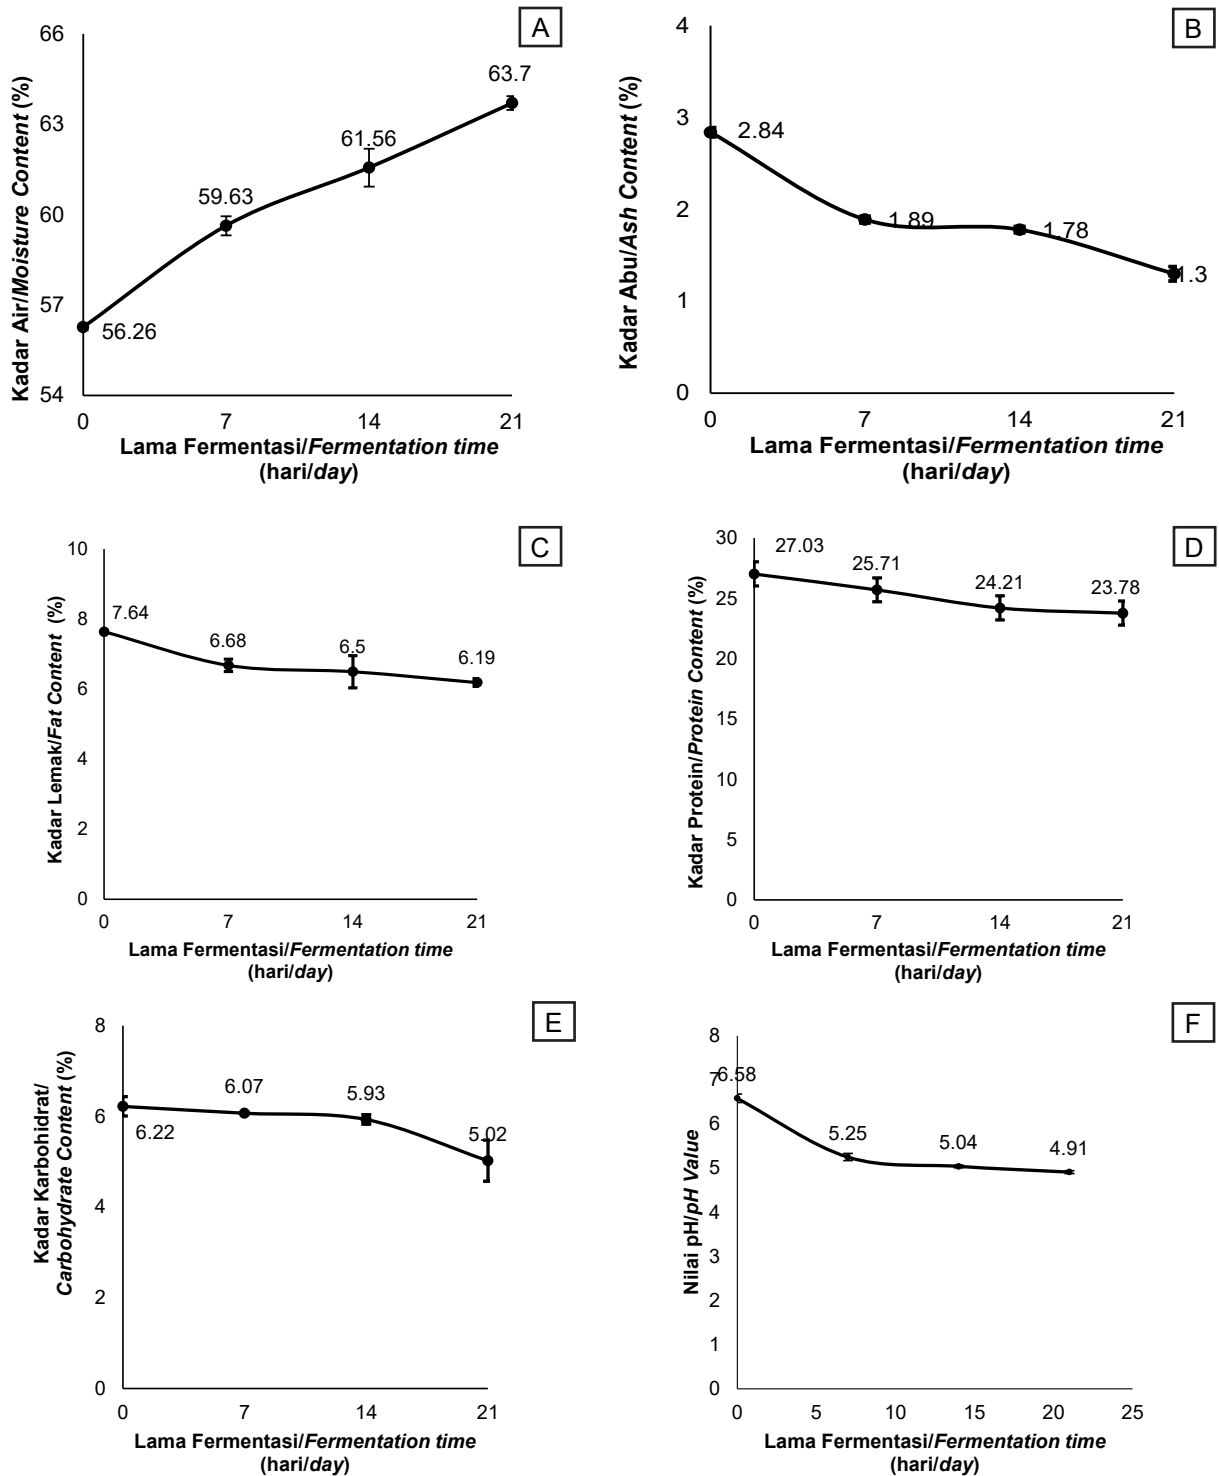 A
Kadar Air/Moisture Content (%)
66
63
60
57
54
56.26
59.63
61.56
63.7
0 7 14 21
Lama Fermentasi/Fermentation time
(hari/day)
B
Kadar Abu/Ash Content (%)
4
3
2
1
0
2.84
1.89
1.78
1.3
0 7 14 21
Lama Fermentasi/Fermentation time
(hari/day)
C
Kadar Lemak/Fat Content (%)
10
8
6
4
2
0
7.64
6.68
6.5
6.19
0 7 14 21
Lama Fermentasi/Fermentation time
(hari/day)
D
Kadar Protein/Protein Content (%)
30
25
20
15
10
5
0
27.03
25.71
24.21
23.78
0 7 14 21
Lama Fermentasi/Fermentation time
(hari/day)
E
Kadar Karbohidrat/
Carbohydrate Content (%)
8
6
4
2
0
6.22
6.07
5.93
5.02
0 7 14 21
Lama Fermentasi/Fermentation time
(hari/day)
F
Nilai pH/pH Value
8
7
6
5
4
3
2
1
0
6.58
5.25
5.04
4.91
0 5 10 15 20 25
Lama Fermentasi/Fermentation time
(hari/day)